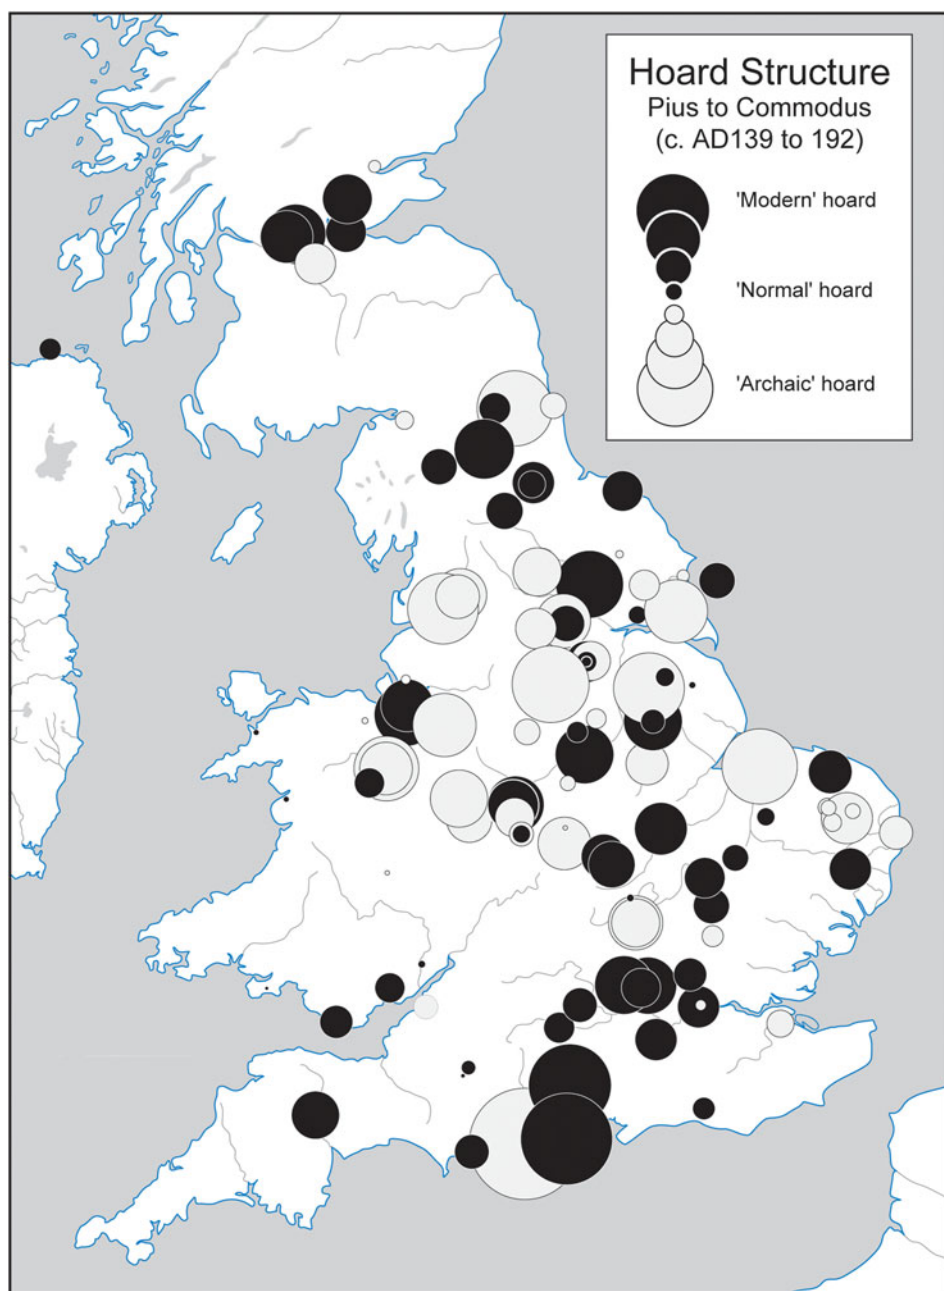 Hoard Structure
Pius to Commodus
(c. AD139 to 192)
'Modern' hoard
'Normal' hoard
'Archaic' hoard